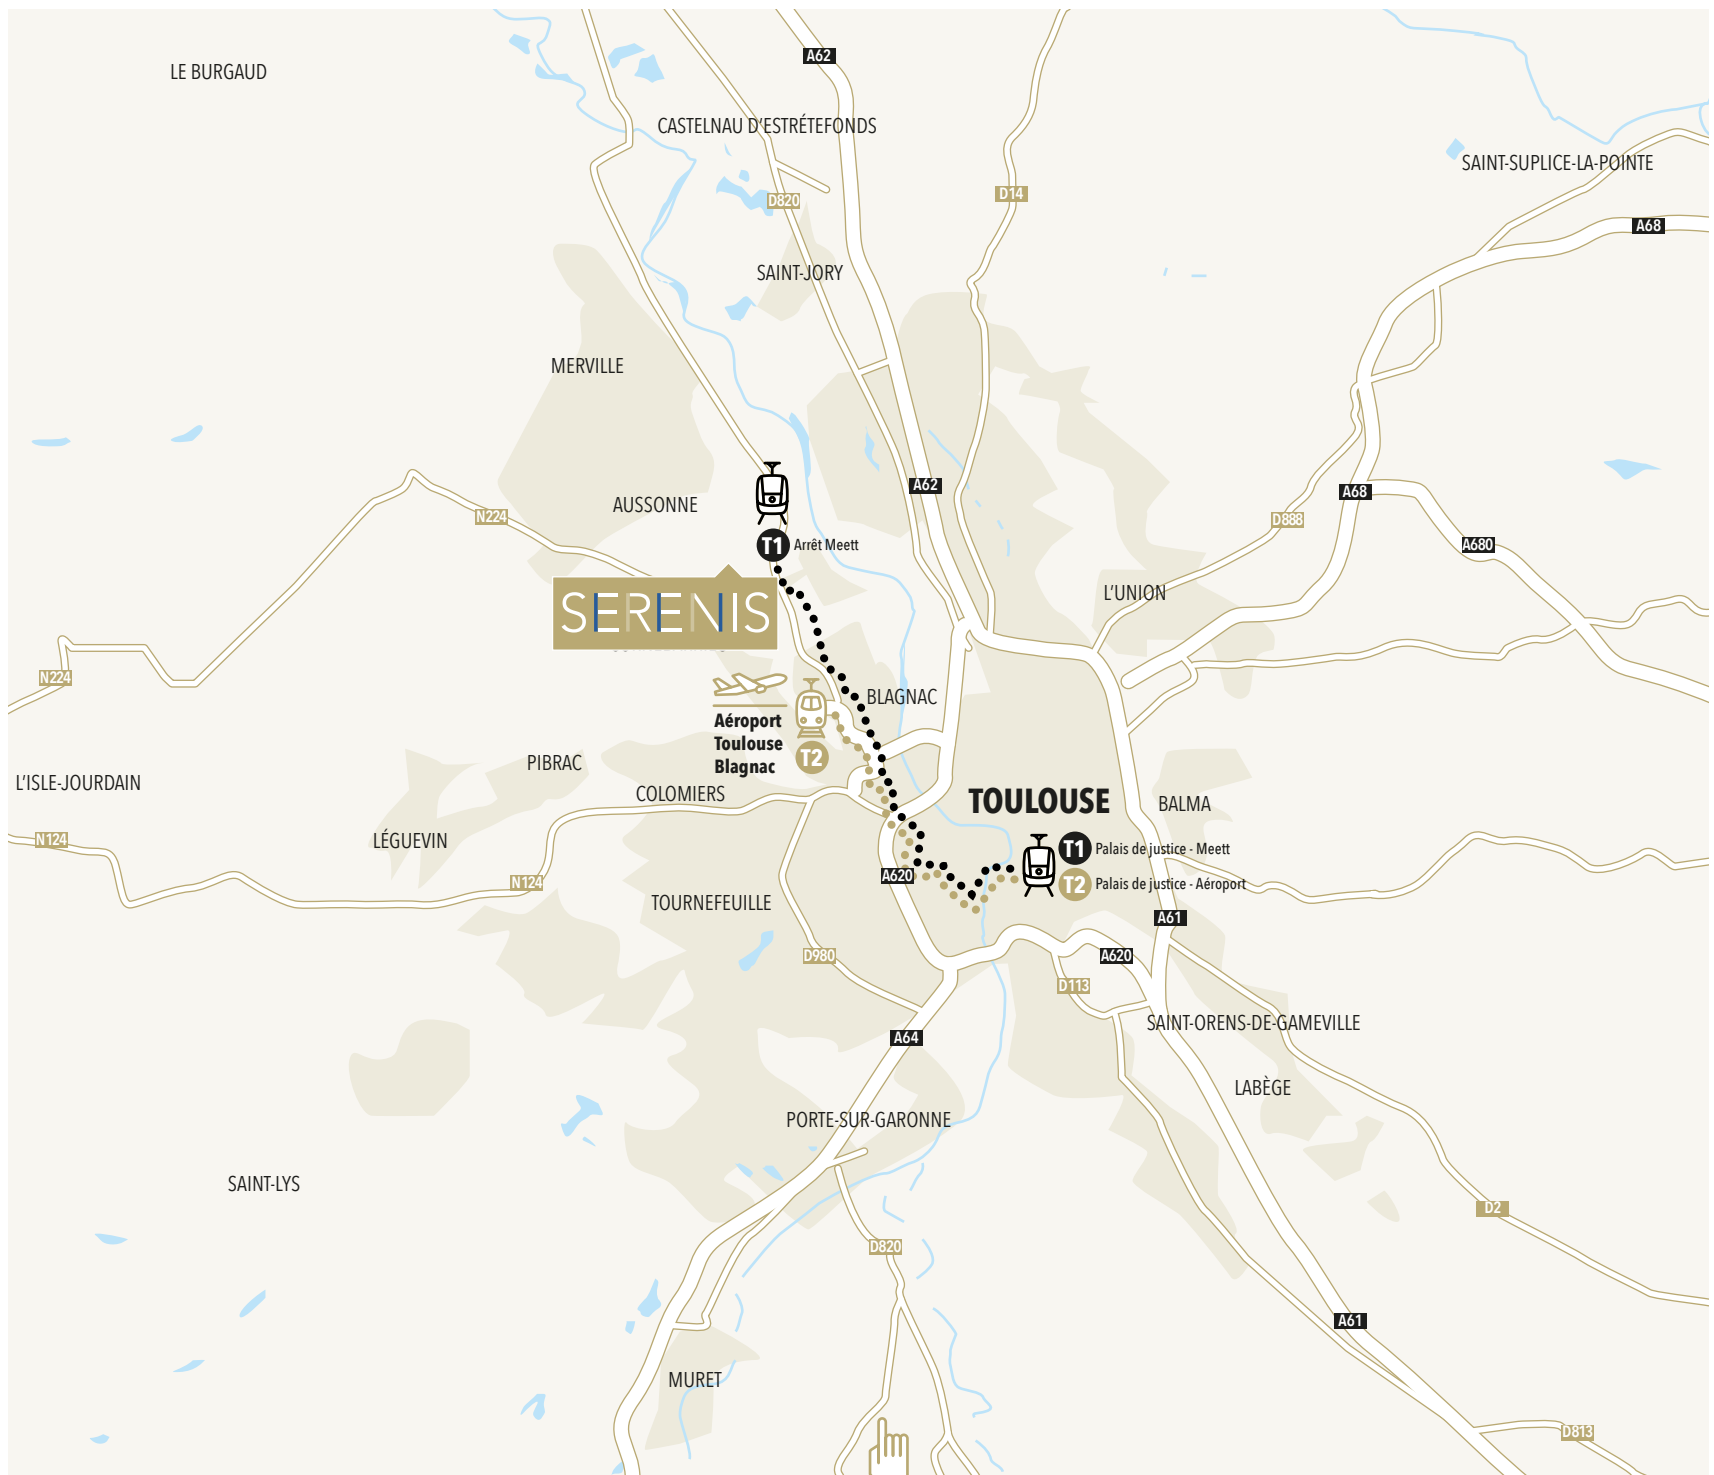 A62
LE BURGAUD
CASTELNAU D'ESTRÉTEFONDS
SAINT-SUPLICE-LA-POINTE
D14
D820
A68
SAINT-JORY
MERVILLE
A62
A68
AUSSONNE
N224
D888
T1 Arrêt Meett
A680
L'UNION
SERENIS
N224
BLAGNAC
Aéroport
Toulouse
Blagnac
T2
PIBRAC
L'ISLE-JOURDAIN
COLOMIERS
TOULOUSE
BALMA
N124
LÉGUEVIN
T1 Palais de justice - Meett
A620
N124
T2 Palais de justice - Aéroport
TOURNEFEUILLE
A61
D980
A620
D113
SAINT-ORENS-DE-GAMEVILLE
A64
LABÈGE
PORTE-SUR-GARONNE
SAINT-LYS
D2
D820
A61
MURET
D813